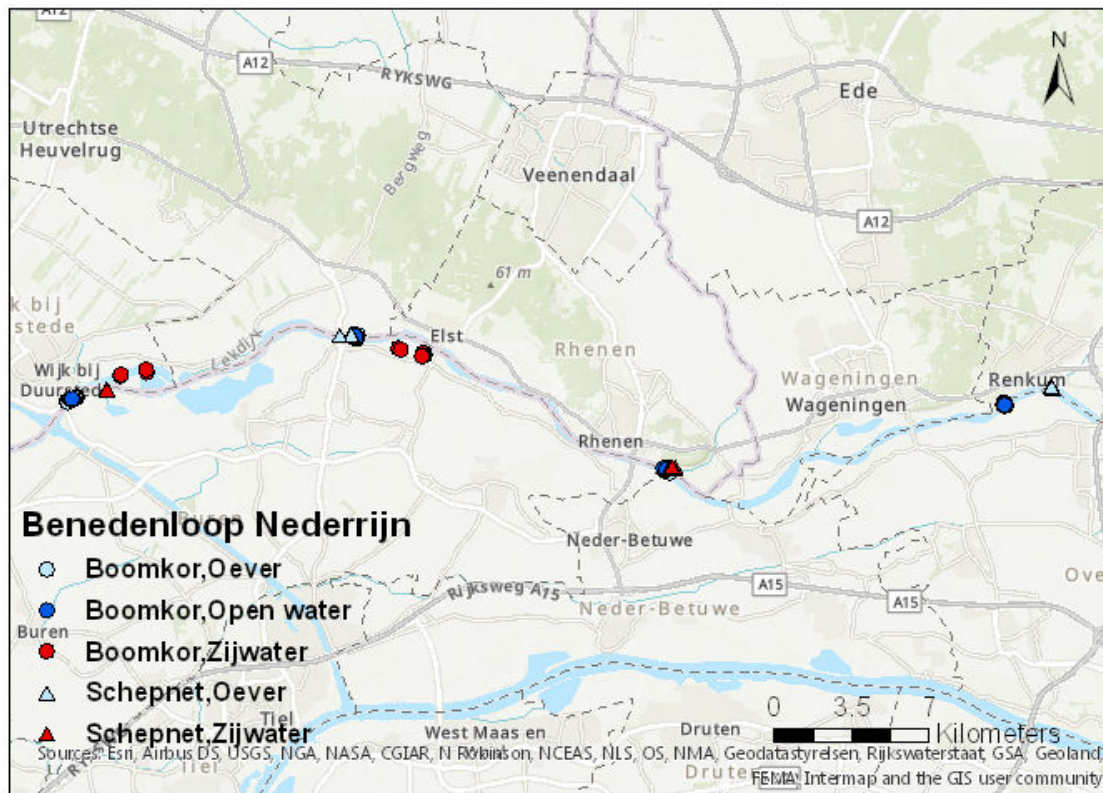 A12
N
RYKSWG
A12
Ede
Utrechtse
Heuvelrug
Bergweg
Veenendaal
A12
61 m
k bij
stede
Lekdijk
Elst
Rhenen
Wijk bij
Duurstede
Wageningen
Renkum
Wageningen
Rhenen
Buren
Benedenloop Nederrijn
Neder-Betuwe
Boomkor,Oever
Rijksweg A15
A15
Ove
Boomkor,Open water
Neder-Betuwe
A15
Buren
Boomkor,Zijwater
Schepnet,Oever
0 3.5 7
Kilometers
Tiel
Schepnet,Zijwater
West Maas en
Druten
Sources: Esri, Airbus DS, USGS, NGA, NASA, CGIAR, N Robinson, NCEAS, NLS, OS, NMA, Geodatastyrelsen, Rijkswaterstaat, GSA, Geoland,
Tiel
Druten
FEMA, Intermap and the GIS user community